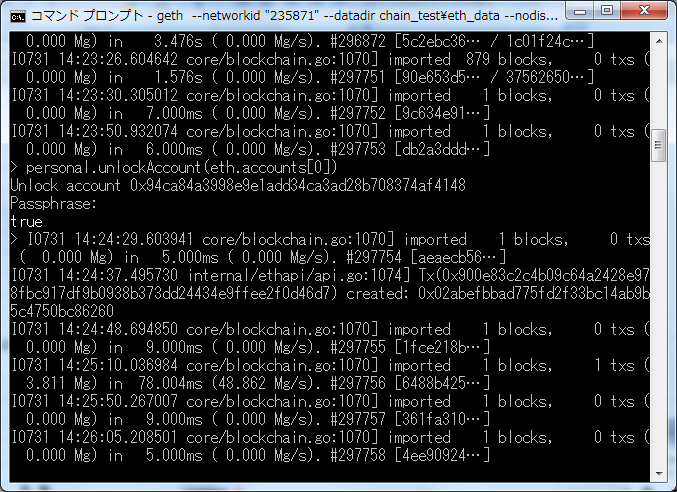 コマンド プロンプト - geth  --networkid "235871" --datadir chain_test¥eth_data --nodis...
  0.000 Mg) in   3.476s ( 0.000 Mg/s). #296872 [5c2ebc36… / 1c01f24c…]
I0731 14:23:26.604642 core/blockchain.go:1070] imported  879 blocks,     0 txs (
  0.000 Mg) in   1.576s ( 0.000 Mg/s). #297751 [90e653d5… / 37562650…]
I0731 14:23:30.305012 core/blockchain.go:1070] imported    1 blocks,     0 txs (
  0.000 Mg) in   7.000ms ( 0.000 Mg/s). #297752 [9c634e91…]
I0731 14:23:50.932074 core/blockchain.go:1070] imported    1 blocks,     0 txs (
  0.000 Mg) in   6.000ms ( 0.000 Mg/s). #297753 [db2a3ddd…]
> personal.unlockAccount(eth.accounts[0])
Unlock account 0x94ca84a3998e9e1add34ca3ad28b708374af4148
Passphrase:
true
> I0731 14:24:29.603941 core/blockchain.go:1070] imported    1 blocks,     0 txs
 (  0.000 Mg) in   5.000ms ( 0.000 Mg/s). #297754 [aeaecb56…]
I0731 14:24:37.495730 internal/ethapi/api.go:1074] Tx(0x900e83c2c4b09c64a2428e97
8fbc917df9b0938b373dd24434e9ffee2f0d46d7) created: 0x02abefbbad775fd2f33bc14ab9b
5c4750bc86260
I0731 14:24:48.694850 core/blockchain.go:1070] imported    1 blocks,     0 txs (
  0.000 Mg) in   9.000ms ( 0.000 Mg/s). #297755 [1fce218b…]
I0731 14:25:10.036984 core/blockchain.go:1070] imported    1 blocks,     1 txs (
  3.811 Mg) in  78.004ms (48.862 Mg/s). #297756 [6488b425…]
I0731 14:25:50.267007 core/blockchain.go:1070] imported    1 blocks,     0 txs (
  0.000 Mg) in   9.000ms ( 0.000 Mg/s). #297757 [361fa310…]
I0731 14:26:05.208501 core/blockchain.go:1070] imported    1 blocks,     0 txs (
  0.000 Mg) in   5.000ms ( 0.000 Mg/s). #297758 [4ee90924…]